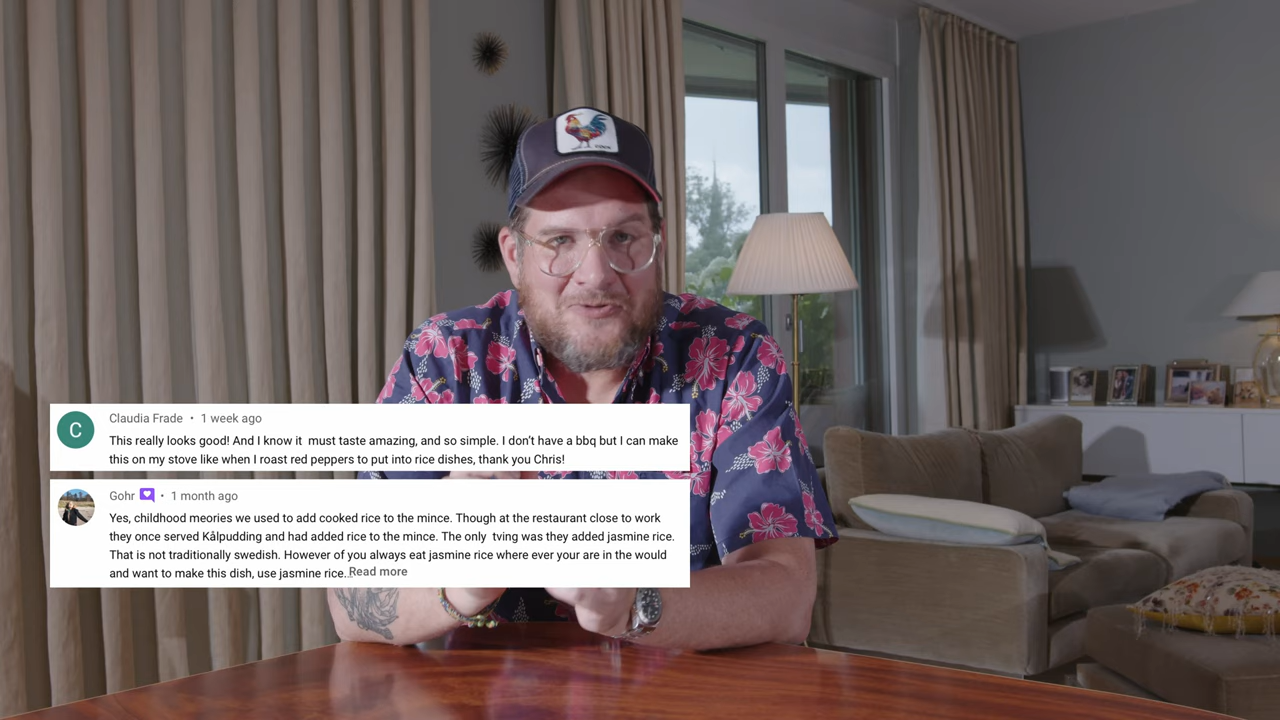 C
Claudia Frade • 1 week ago
This really looks good! And I know it  must taste amazing, and so simple. I don’t have a bbq but I can make
this on my stove like when I roast red peppers to put into rice dishes, thank you Chris!
Gohr • 1 month ago
Yes, childhood meories we used to add cooked rice to the mince. Though at the restaurant close to work
they once served Kålpudding and had added rice to the mince. The only  tving was they added jasmine rice.
That is not traditionally swedish. However of you always eat jasmine rice where ever your are in the would
and want to make this dish, use jasmine rice...Read more